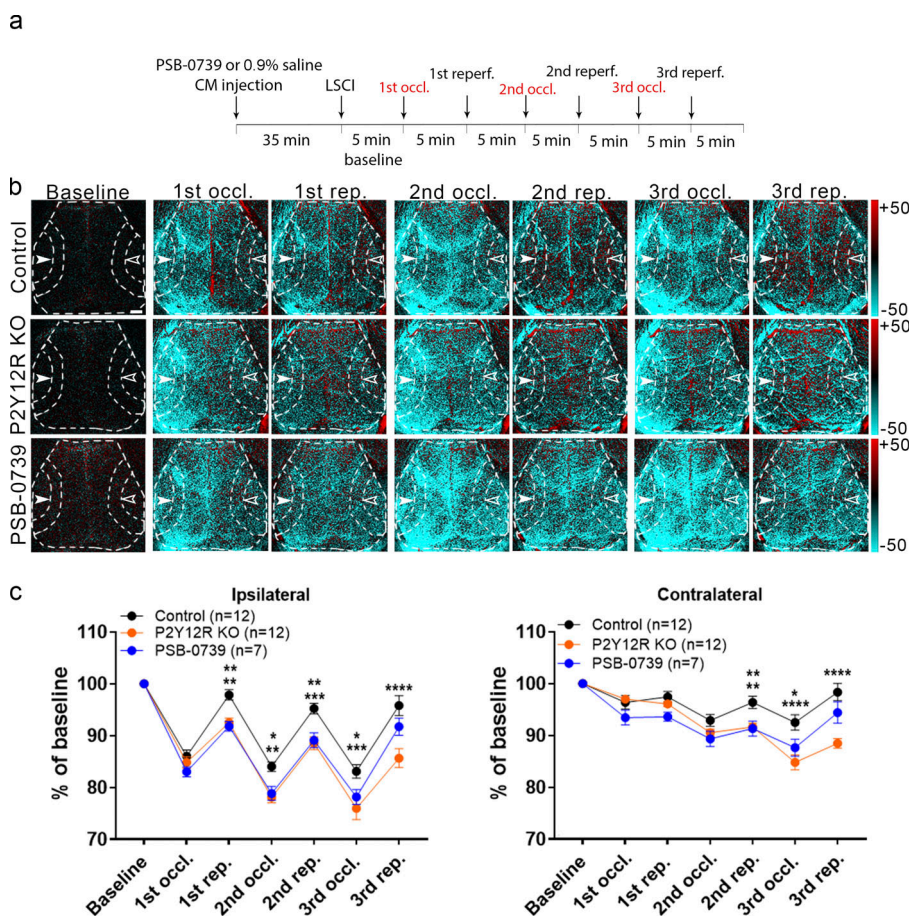 a
PSB-0739 or 0.9% saline
CM injection
LSCI
1st occl.
1st reperf.
2nd occl.
2nd reperf.
3rd occl.
3rd reperf.
35 min
5 min
5 min
5 min
5 min
5 min
5 min
5 min
baseline
b
Baseline
1st occl.
1st rep.
2nd occl.
2nd rep.
3rd occl.
3rd rep.
Control
+50
-50
P2Y12R KO
+50
-50
PSB-0739
+50
-50
c
Ipsilateral
Control (n=12)
P2Y12R KO (n=12)
PSB-0739 (n=7)
% of baseline
110
100
90
80
70
**
**
*
**
**
***
*
***
****
Baseline
1st occl.
1st rep.
2nd occl.
2nd rep.
3rd occl.
3rd rep.
Contralateral
Control (n=12)
P2Y12R KO (n=12)
PSB-0739 (n=7)
% of baseline
110
100
90
80
70
**
**
*
****
****
Baseline
1st occl.
1st rep.
2nd occl.
2nd rep.
3rd occl.
3rd rep.